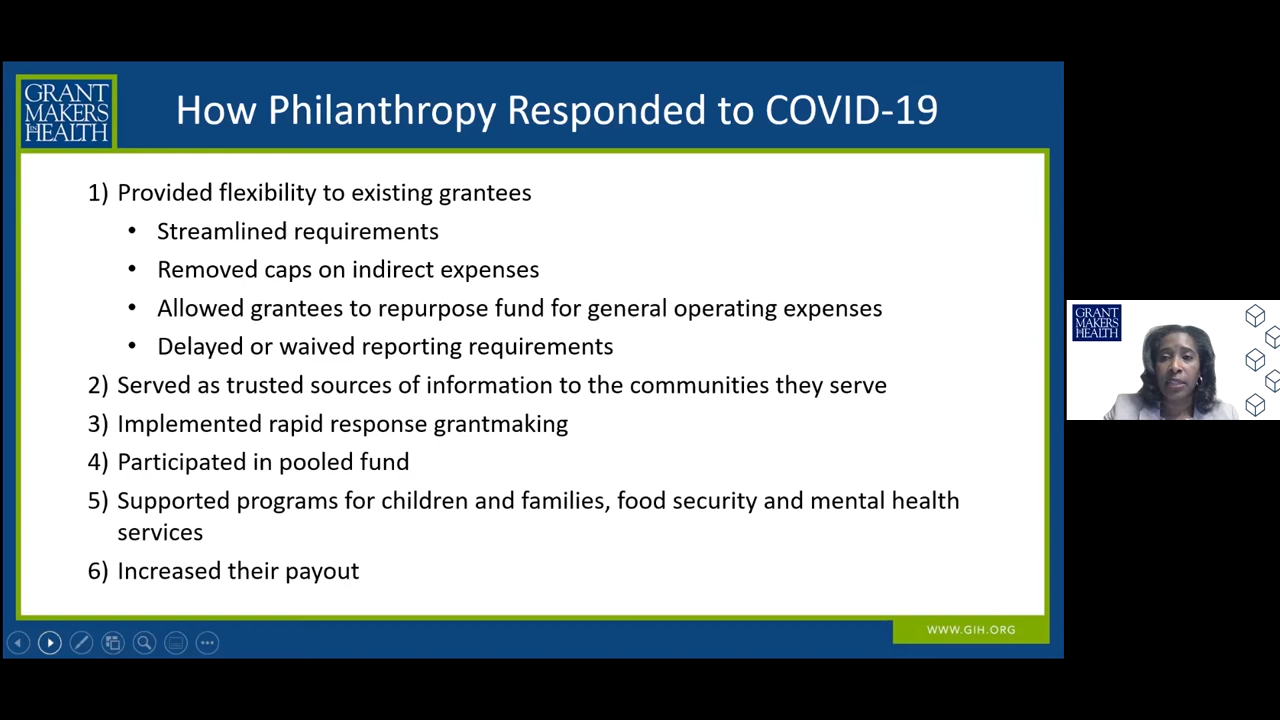 GRANT
MAKERS
IN
HEALTH
How Philanthropy Responded to COVID-19
1) Provided flexibility to existing grantees
• Streamlined requirements
• Removed caps on indirect expenses
• Allowed grantees to repurpose fund for general operating expenses
• Delayed or waived reporting requirements
2) Served as trusted sources of information to the communities they serve
3) Implemented rapid response grantmaking
4) Participated in pooled fund
5) Supported programs for children and families, food security and mental health
services
6) Increased their payout
WWW.GIH.ORG
GRANT
MAKERS
IN
HEALTH